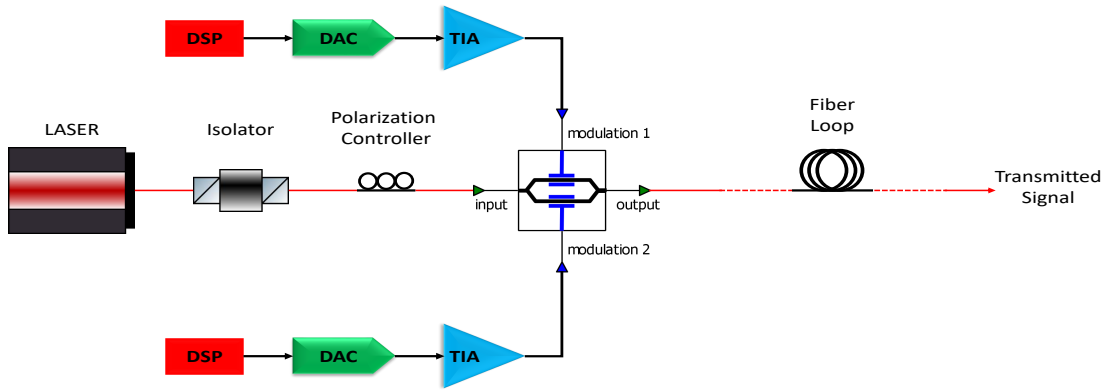 DSP
DAC
TIA
LASER
Isolator
Polarization
Controller
modulation 1
Fiber
Loop
input
output
Transmitted
Signal
modulation 2
DSP
DAC
TIA